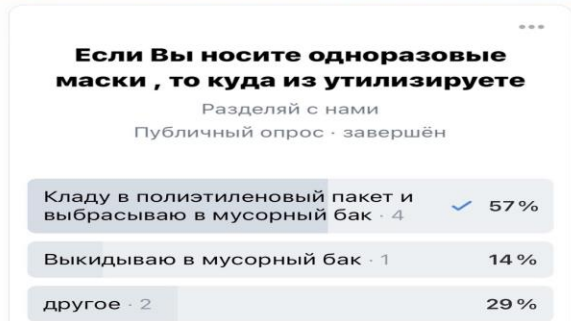 Если Вы носите одноразовые
маски , то куда из утилизируете
Разделяй с нами
Публичный опрос · завершён
Кладу в полиэтиленовый пакет и
выбрасываю в мусорный бак · 4
57%
Выкидываю в мусорный бак · 1
14%
другое · 2
29%